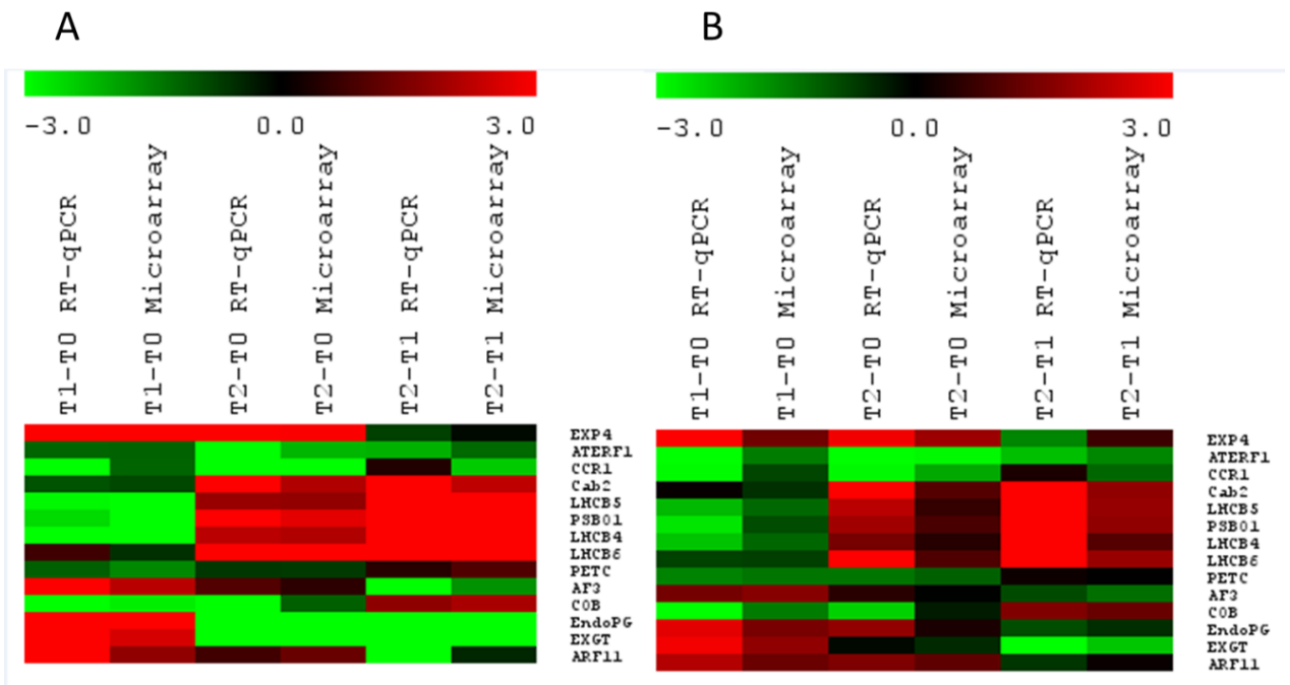 A
-3.0 0.0 3.0
T1-T0 RT-qPCR
T1-T0 Microarray
T2-T0 RT-qPCR
T2-T0 Microarray
T2-T1 RT-qPCR
T2-T1 Microarray
EXP4
ATERF1
CCR1
Cab2
LHCB5
PSBO1
LHCB4
LHCB6
PETC
AF3
COB
EndoPG
EXGT
ARF11
B
-3.0 0.0 3.0
T1-T0 RT-qPCR
T1-T0 Microarray
T2-T0 RT-qPCR
T2-T0 Microarray
T2-T1 RT-qPCR
T2-T1 Microarray
EXP4
ATERF1
CCR1
Cab2
LHCB5
PSBO1
LHCB4
LHCB6
PETC
AF3
COB
EndoPG
EXGT
ARF11